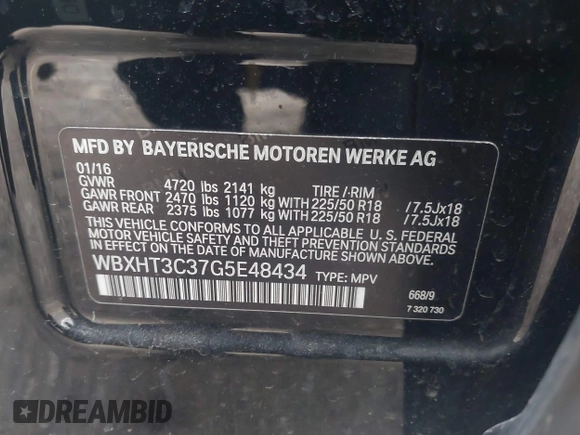 MFD BY BAYERISCHE MOTOREN WERKE AG
01/16
GVWR 4720 lbs 2141 kg TIRE /-RIM
GAWR FRONT 2470 lbs 1120 kg WITH 225/50 R18 /7.5Jx18
GAWR REAR 2375 lbs 1077 kg WITH 225/50 R18 /7.5Jx18
THIS VEHICLE CONFORMS TO ALL APPLICABLE U. S. FEDERAL
MOTOR VEHICLE SAFETY AND THEFT PREVENTION STANDARDS
IN EFFECT ON THE DATE OF MANUFACTURE SHOWN ABOVE.
WBXHT3C37G5E48434 TYPE: MPV
668/9
7 320 730
DREAMBID